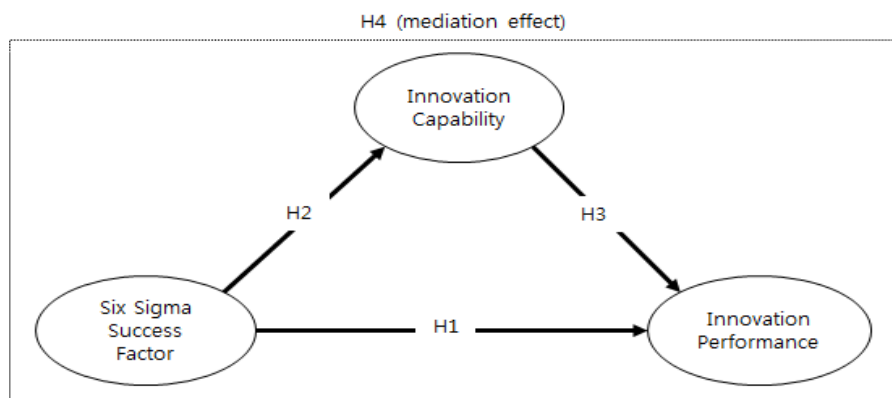 H4 (mediation effect)
Innovation
Capability
H2
H3
Six Sigma
Success
Factor
H1
Innovation
Performance